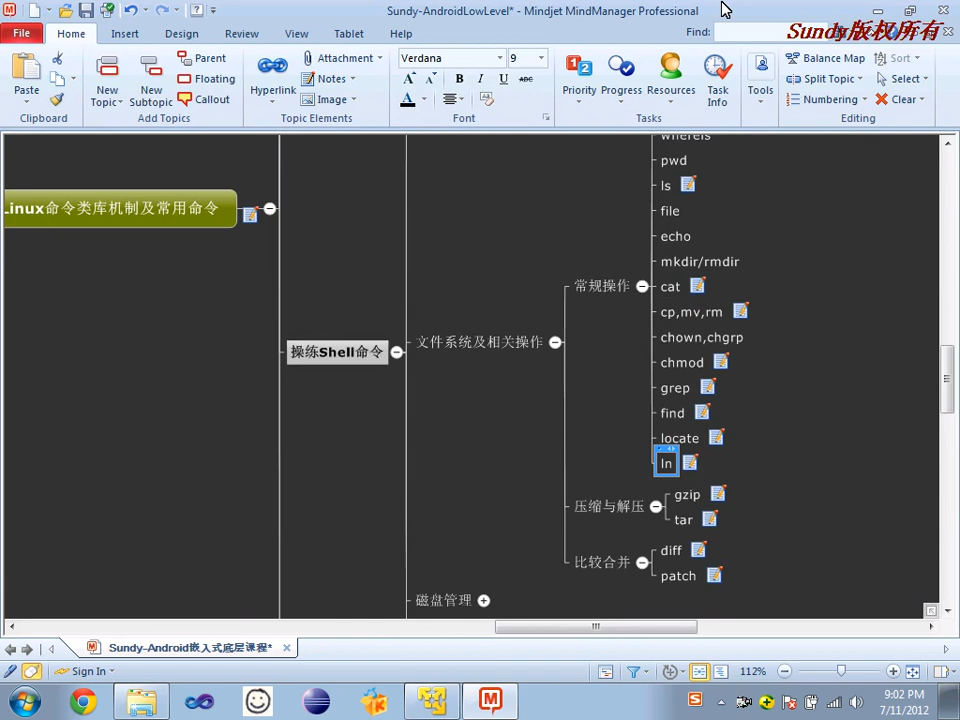 Sundy-AndroidLowLevel* - Mindjet MindManager Professional
Sundy版权所有
File
Home
Insert
Design
Review
View
Tablet
Help
Find:
Paste
New Topic
New Subtopic
Parent
Floating
Callout
Hyperlink
Attachment
Notes
Image
Verdana
9
B
I
U
ABC
A
Priority
Progress
Resources
Task Info
Tools
Balance Map
Sort
Split Topic
Select
Numbering
Clear
Clipboard
Add Topics
Topic Elements
Font
Tasks
Editing
Linux命令类库机制及常用命令
操练Shell命令
文件系统及相关操作
常规操作
whereis
pwd
ls
file
echo
mkdir/rmdir
cat
cp,mv,rm
chown,chgrp
chmod
grep
find
locate
ln
压缩与解压
gzip
tar
比较合并
diff
patch
磁盘管理
Sundy-Android嵌入式底层课程*
Sign In
112%
9:02 PM
7/11/2012